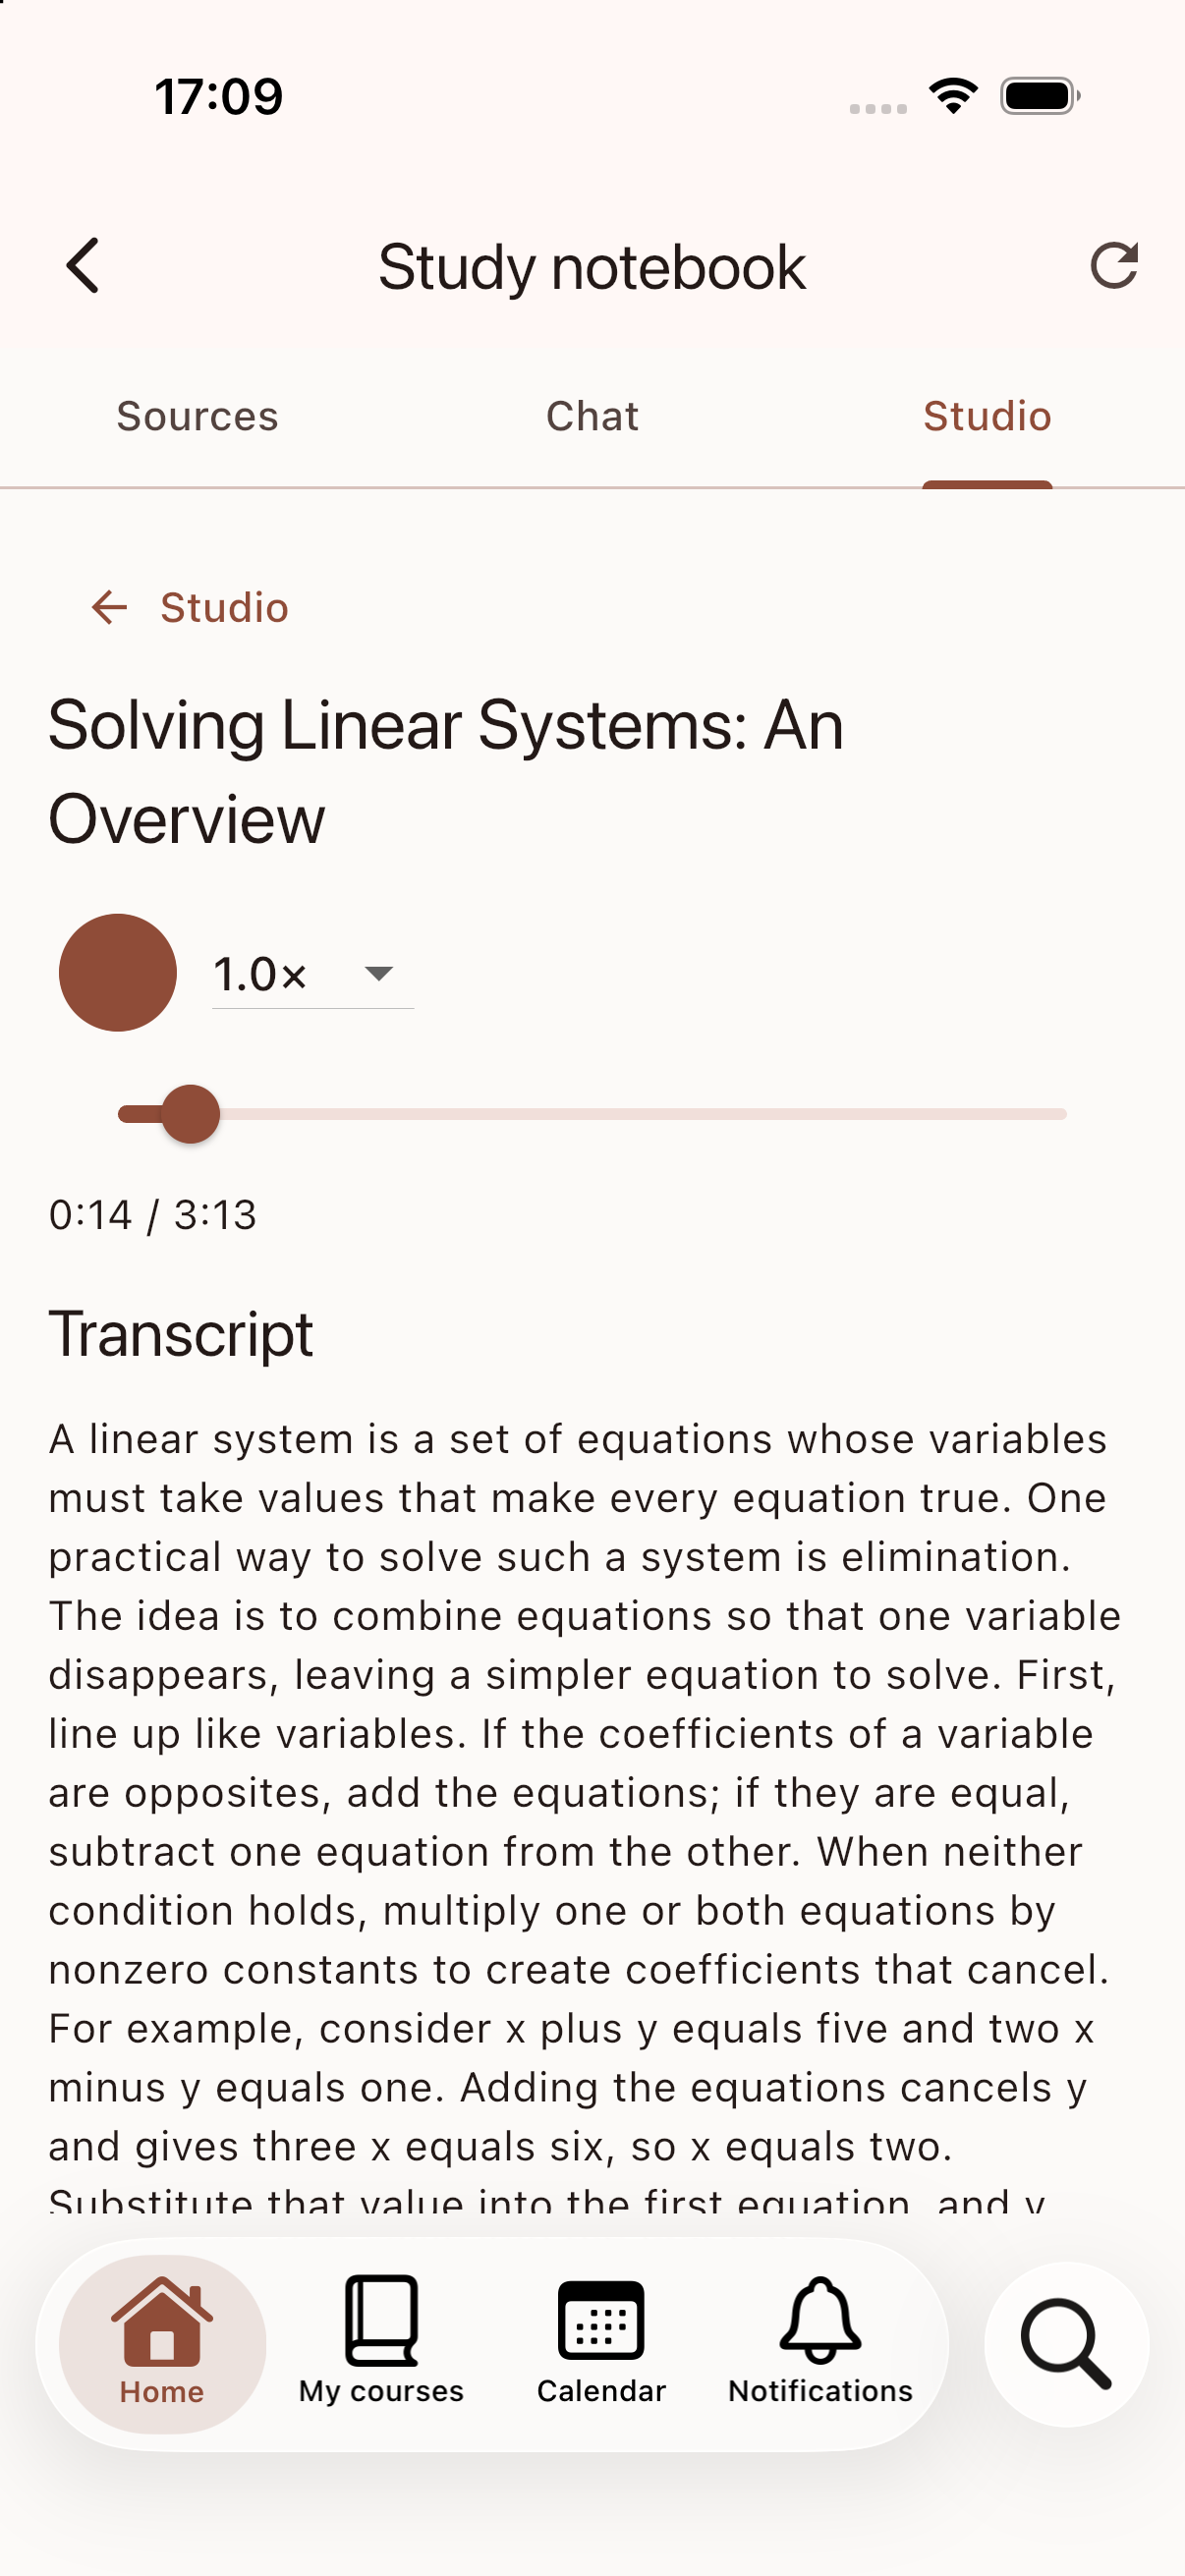 17:09
Study notebook
Sources
Chat
Studio
Studio
Solving Linear Systems: An
Overview
1.0×
0:14 / 3:13
Transcript
A linear system is a set of equations whose variables
must take values that make every equation true. One
practical way to solve such a system is elimination.
The idea is to combine equations so that one variable
disappears, leaving a simpler equation to solve. First,
line up like variables. If the coefficients of a variable
are opposites, add the equations; if they are equal,
subtract one equation from the other. When neither
condition holds, multiply one or both equations by
nonzero constants to create coefficients that cancel.
For example, consider x plus y equals five and two x
minus y equals one. Adding the equations cancels y
and gives three x equals six, so x equals two.
Substitute that value into the first equation, and y
Home
My courses
Calendar
Notifications